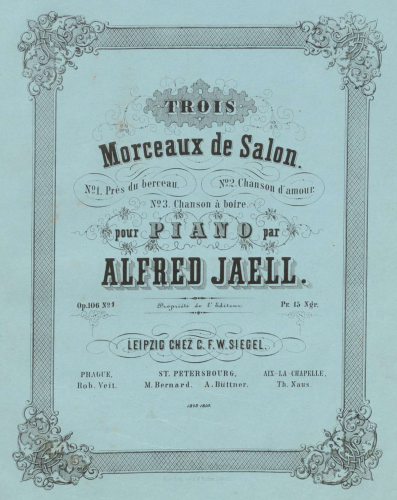 TROIS
Morceaux de Salon.
No 1. Près du berceau. No 2. Chanson d'amour.
No 3. Chanson à boire.
pour PIANO par
ALFRED JAELL.
Op. 106 No 1 Propriété de l'Editeur. Pr. 15 Ngr.
LEIPZIG CHEZ C. F. W. SIEGEL.
PRAGUE, ST. PETERSBOURG, AIX-LA-CHAPELLE,
Rob. Veit. M. Bernard. A. Büttner. Th. Naus.